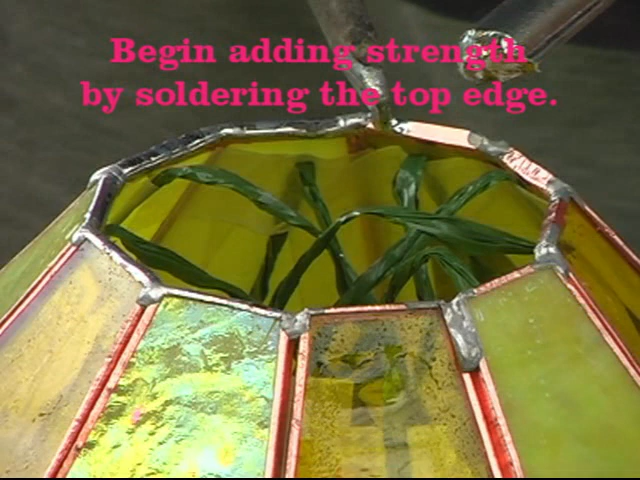 Begin adding strength
by soldering the top edge.